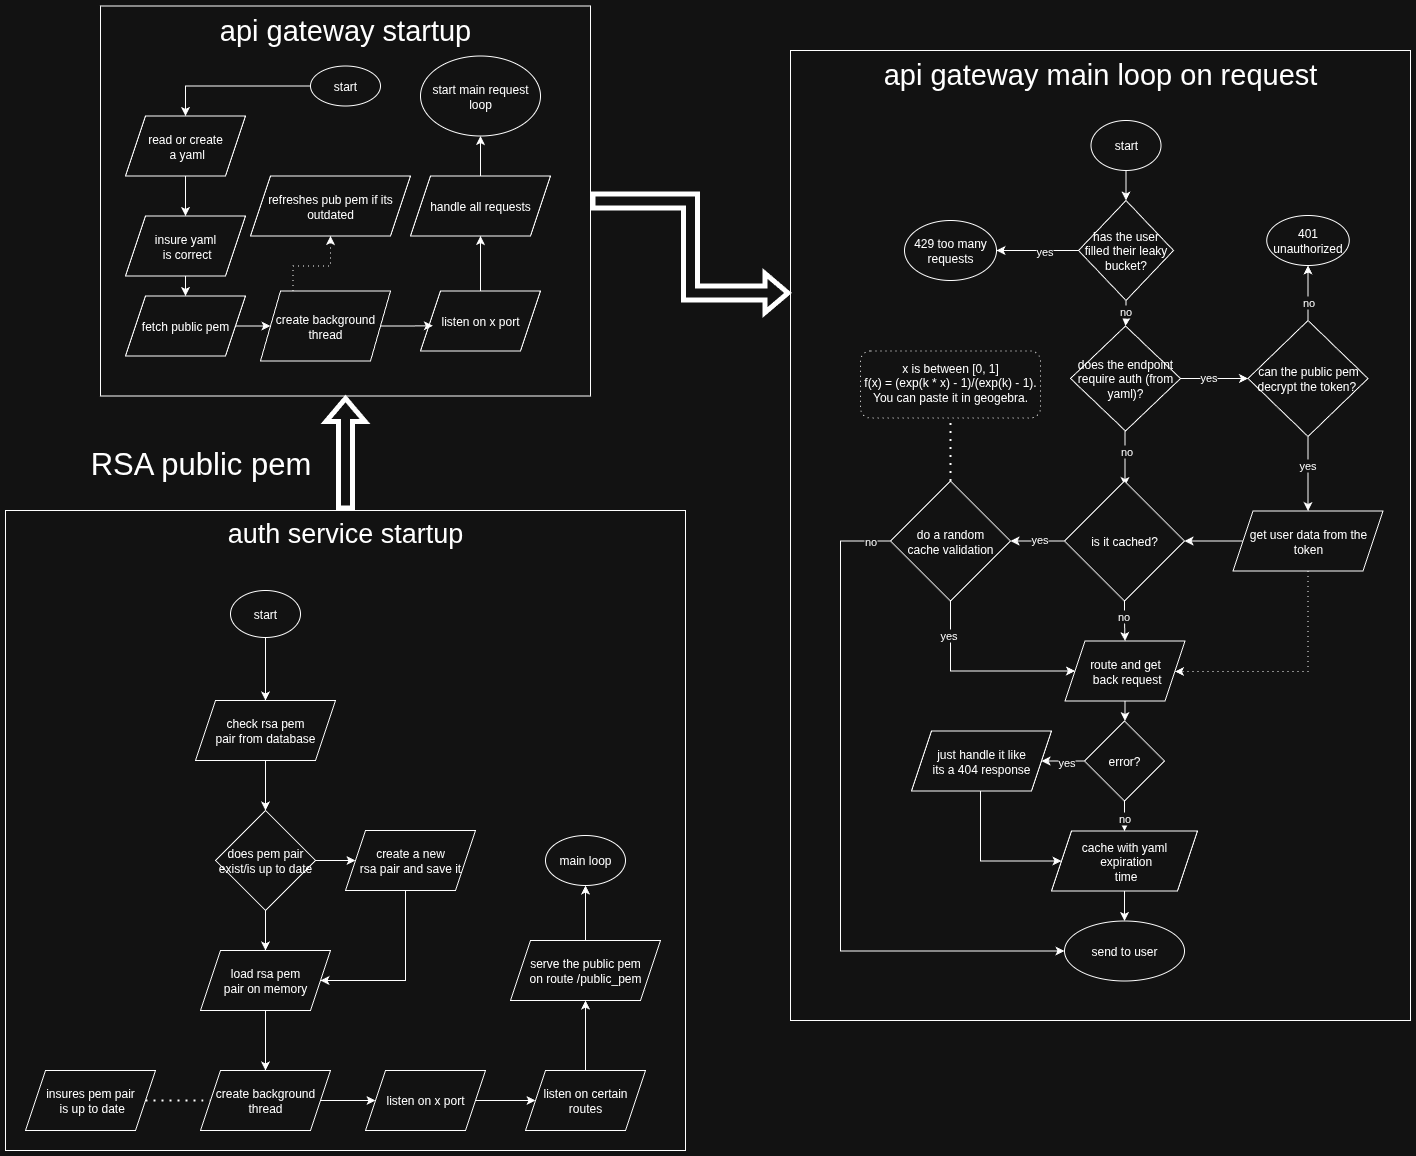 api gateway startup
start
start main request
loop
read or create
a yaml
refreshes pub pem if its
outdated
handle all requests
insure yaml
is correct
fetch public pem
create background
thread
listen on x port
RSA public pem
auth service startup
start
check rsa pem
pair from database
does pem pair
exist/is up to date
create a new
rsa pair and save it
main loop
load rsa pem
pair on memory
serve the public pem
on route /public_pem
insures pem pair
is up to date
create background
thread
listen on x port
listen on certain
routes
api gateway main loop on request
start
has the user
filled their leaky
bucket?
yes
429 too many
requests
no
401
unauthorized
no
does the endpoint
require auth (from
yaml)?
yes
can the public pem
decrypt the token?
x is between [0, 1]
f(x) = (exp(k * x) - 1)/(exp(k) - 1).
You can paste it in geogebra.
no
yes
no
do a random
cache validation
yes
is it cached?
get user data from the
token
yes
no
route and get
back request
just handle it like
its a 404 response
yes
error?
no
cache with yaml
expiration
time
send to user